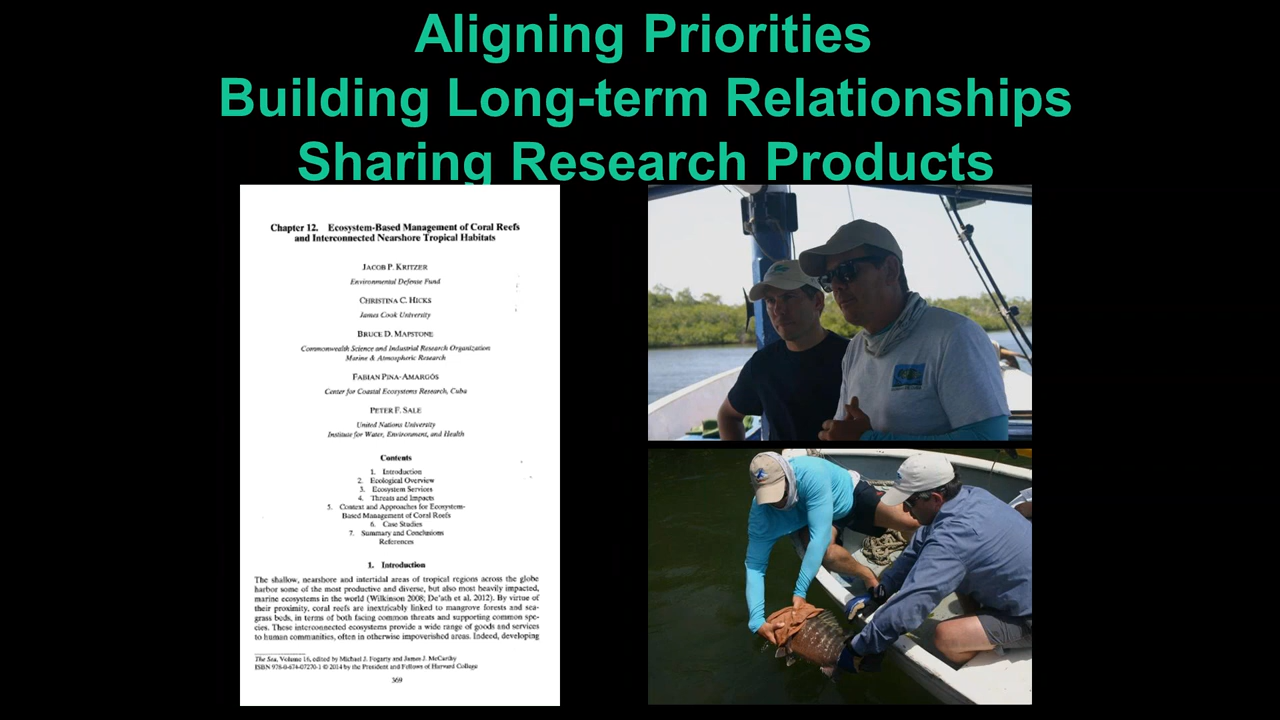 Aligning Priorities
Building Long-term Relationships
Sharing Research Products
Chapter 12. Ecosystem-Based Management of Coral Reefs
and Interconnected Nearshore Tropical Habitats
JACOB P. KRITZER
Environmental Defense Fund
CHRISTINA C. HICKS
James Cook University
BRUCE D. MAPSTONE
Commonwealth Science and Industrial Research Organization
Marine & Atmospheric Research
FABIAN PINA-AMARGÓS
Center for Coastal Ecosystems Research, Cuba
PETER F. SALE
United Nations University
Institute for Water, Environment, and Health
Contents
1. Introduction
2. Ecological Overview
3. Ecosystem Services
4. Threats and Impacts
5. Context and Approaches for Ecosystem-
Based Management of Coral Reefs
6. Case Studies
7. Summary and Conclusions
References
1. Introduction
The shallow, nearshore and intertidal areas of tropical regions across the globe
harbor some of the most productive and diverse, but also most heavily impacted,
marine ecosystems in the world (Wilkinson 2008; De'ath et al. 2012). By virtue of
their proximity, coral reefs are inextricably linked to mangrove forests and sea-
grass beds, in terms of both facing common threats and supporting common spe-
cies. These interconnected ecosystems provide a wide range of goods and services
to human communities, often in otherwise impoverished areas. Indeed, developing
The Sea, Volume 16, edited by Michael J. Fogarty and James J. McCarthy
ISBN 978-0-674-07270-1 © 2014 by the President and Fellows of Harvard College
369